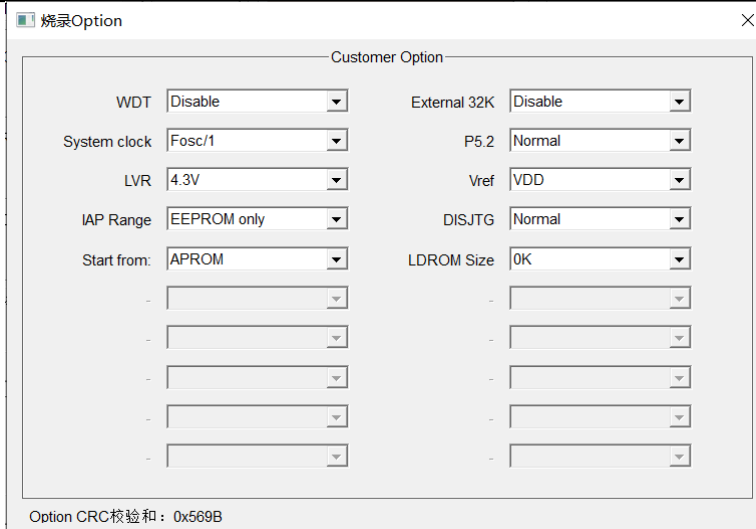 烧录Option
Customer Option
WDT Disable External 32K Disable
System clock Fosc/1 P5.2 Normal
LVR 4.3V Vref VDD
IAP Range EEPROM only DISJTG Normal
Start from: APROM LDROM Size 0K
- -
- -
- -
- -
- -
Option CRC校验和：0x569B